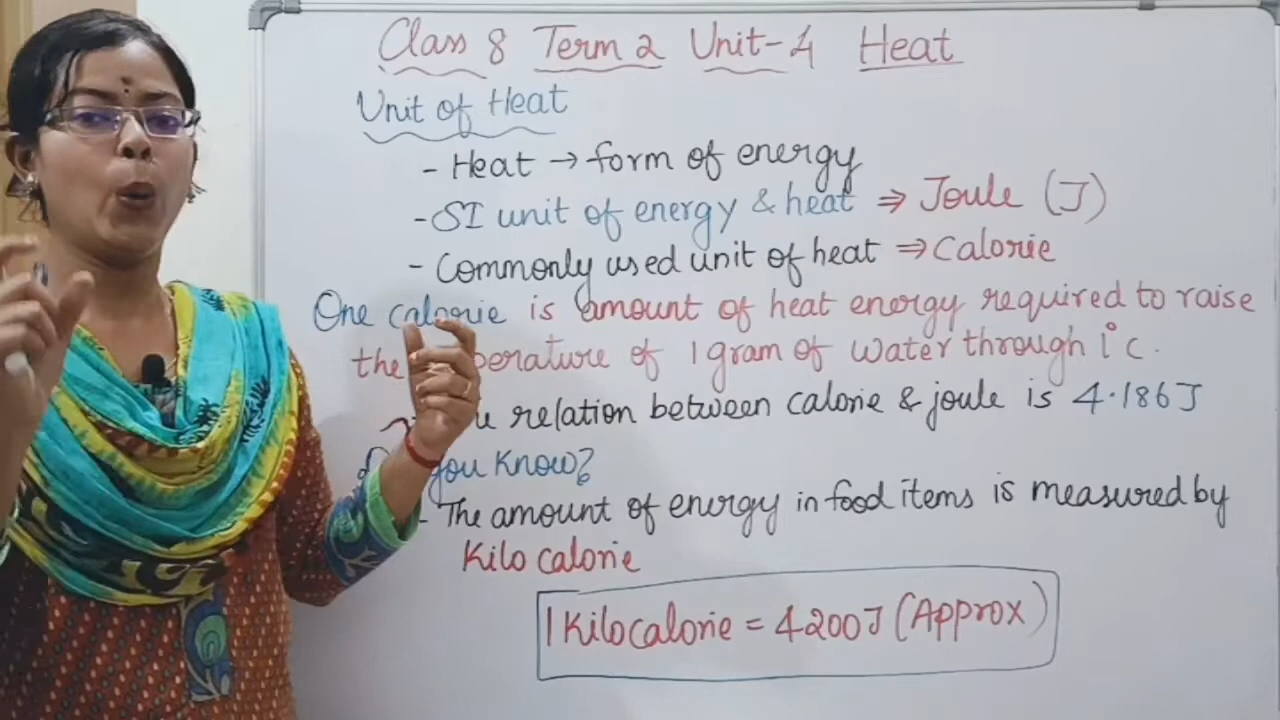 Class 8 Term 2 Unit-4 Heat
Unit of Heat
- Heat → form of energy
- SI unit of energy & heat ⇒ Joule (J)
- Commonly used unit of heat ⇒ Calorie
One calorie is amount of heat energy required to raise
the perature of 1 gram of water through 1°c.
relation between calorie & joule is 4.186J
you know?
- The amount of energy in food items is measured by
Kilo calorie
1 Kilocalorie = 4200J (Approx)